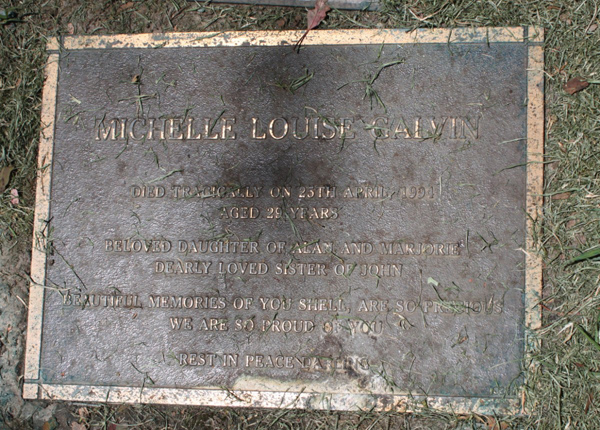 MICHELLE LOUISE GALVIN
DIED TRAGICALLY ON 25TH APRIL, 1991
AGED 29 YEARS
BELOVED DAUGHTER OF ALAN AND MARJORIE
DEARLY LOVED SISTER OF JOHN
BEAUTIFUL MEMORIES OF YOU SHELL, ARE SO PRECIOUS
WE ARE SO PROUD OF YOU
REST IN PEACE DARLING